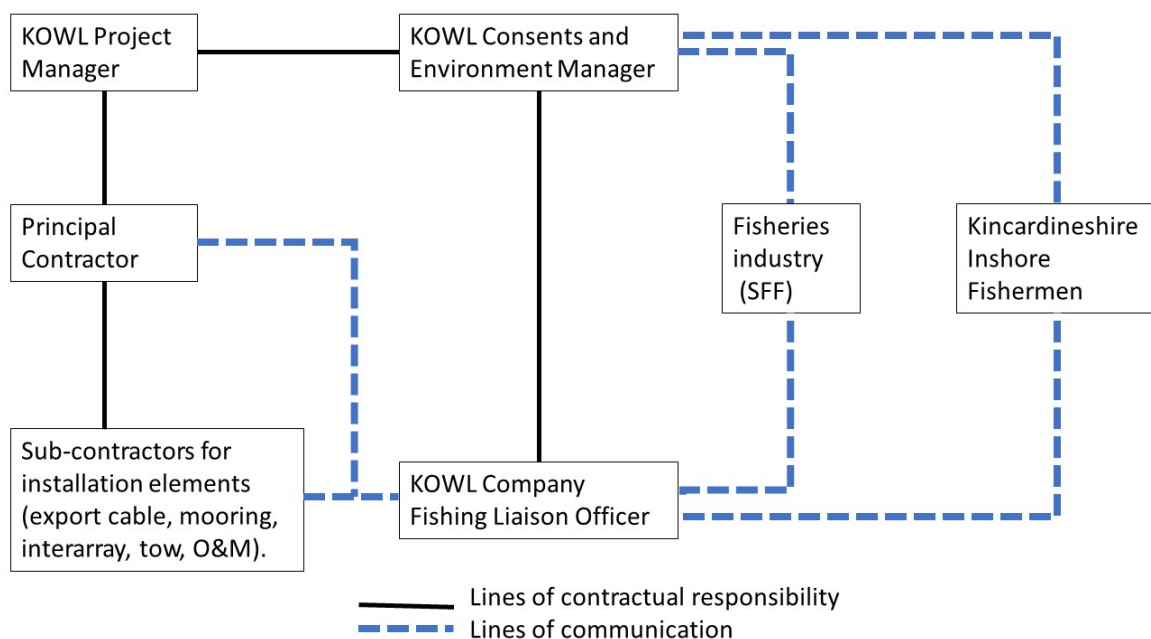 KOWL Project
Manager
KOWL Consents and
Environment Manager
Principal
Contractor
Fisheries
industry
(SFF)
Kincardineshire
Inshore
Fishermen
Sub-contractors for
installation elements
(export cable, mooring,
interarray, tow, O&M).
KOWL Company
Fishing Liaison Officer
Lines of contractual responsibility
Lines of communication